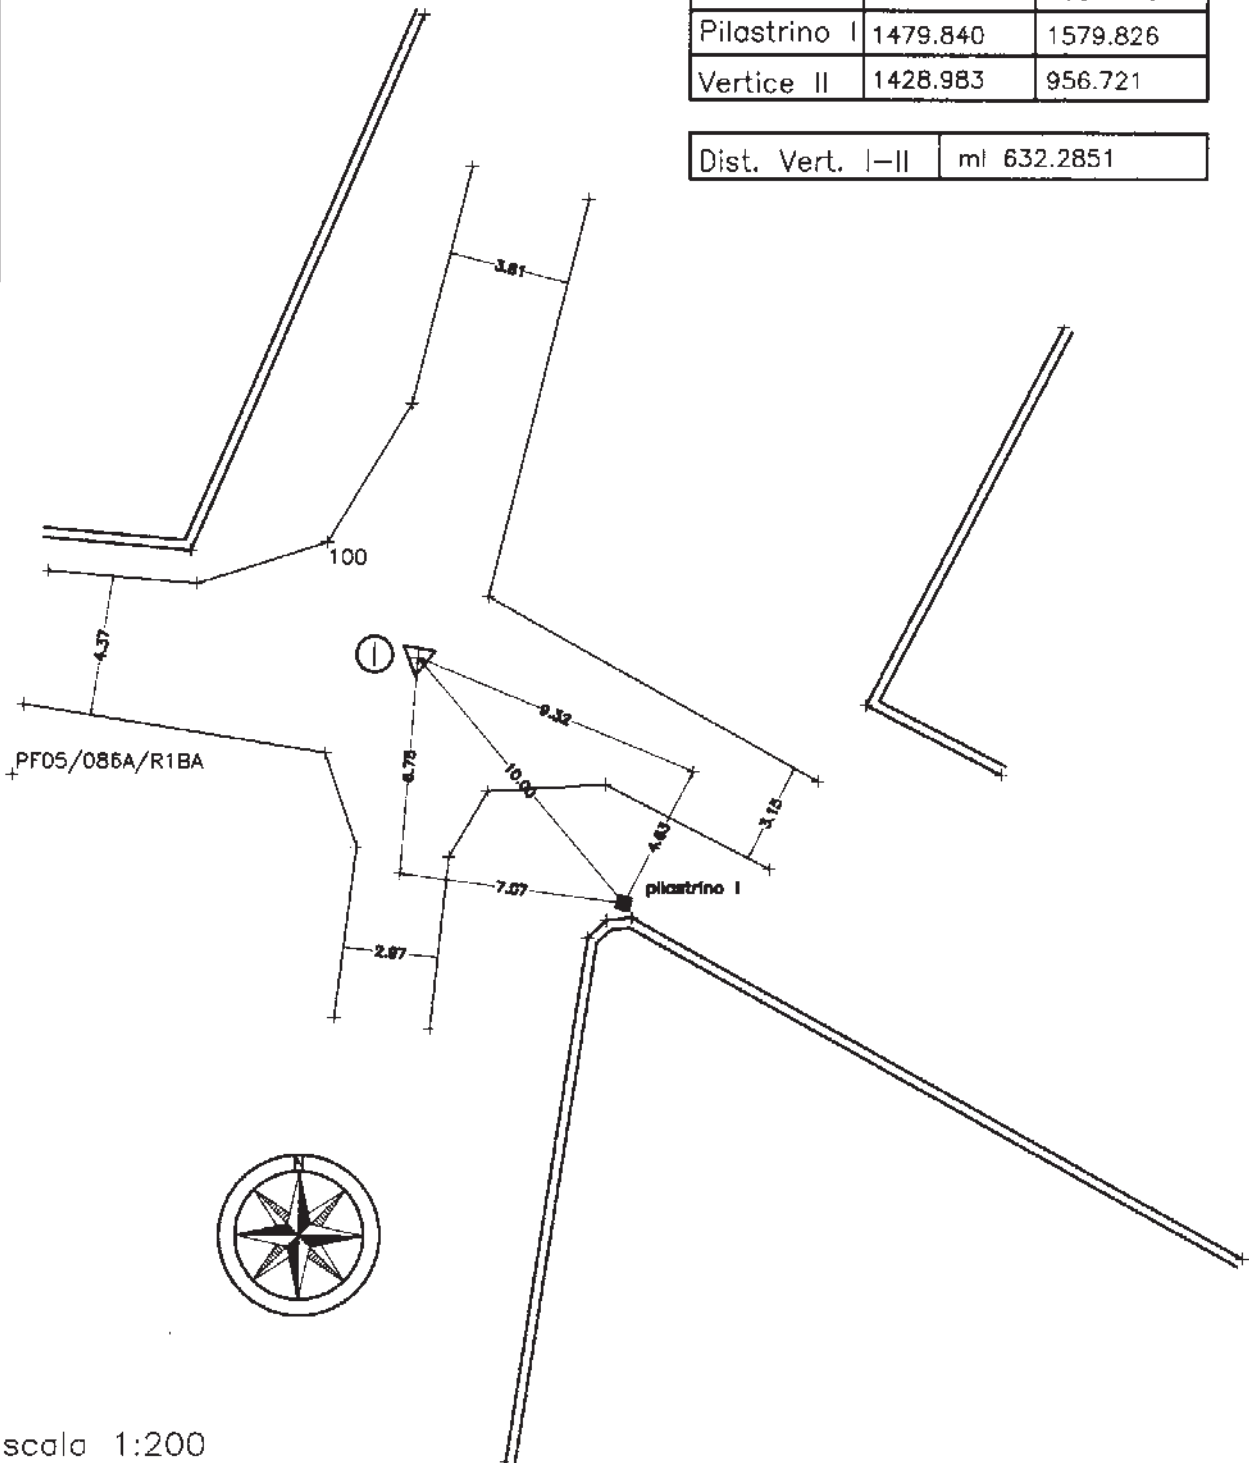 Pilastrino I 1479.840 1579.826
Vertice II 1428.983 956.721
Dist. Vert. I-II ml 632.2851
3.81
100
4.37
I
9.32
PF05/086A/R1BA
6.75
10.00
3.15
4.63
7.07
pilastrino I
2.97
N
scala 1:200